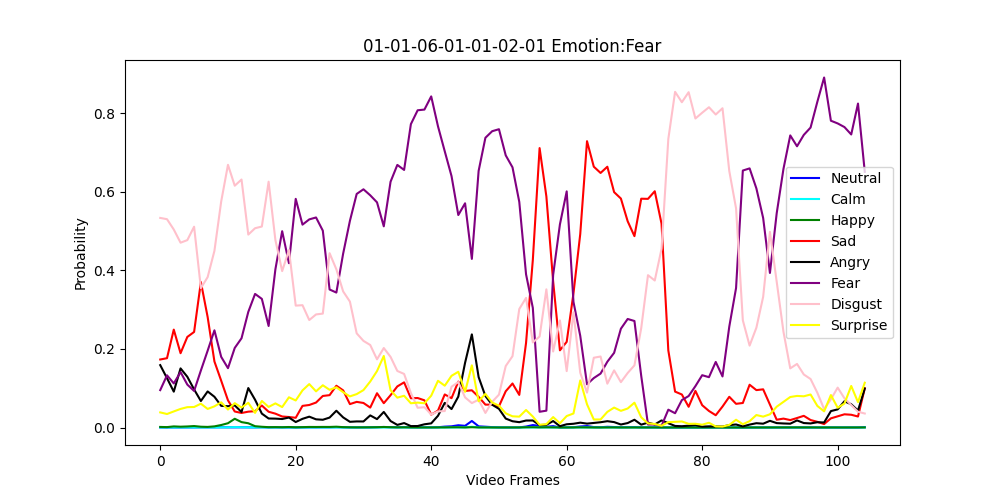 01-01-06-01-01-02-01 Emotion:Fear
Probability
0.8
0.6
0.4
0.2
0.0
0 20 40 60 80 100
Video Frames
Neutral
Calm
Happy
Sad
Angry
Fear
Disgust
Surprise